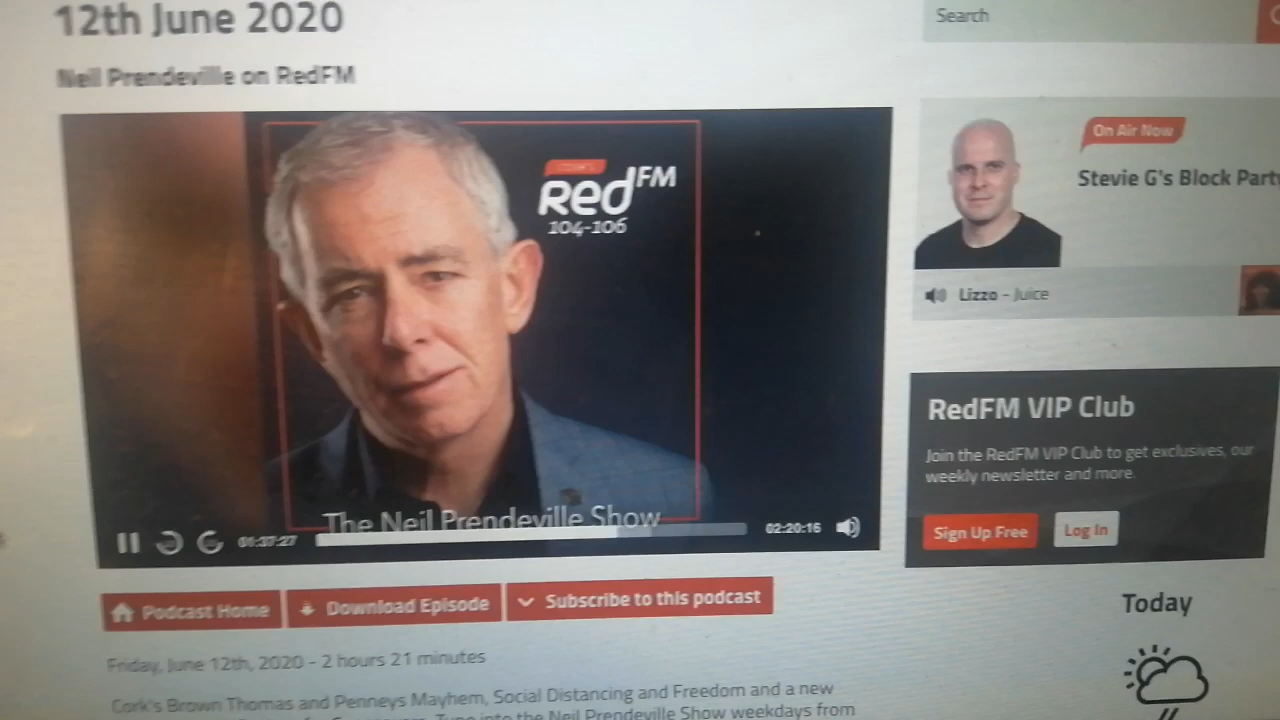 12th June 2020
Neil Prendeville on RedFM
Red FM
104-106
The Neil Prendeville Show
01:37:27
02:20:16
Podcast Home
Download Episode
Subscribe to this podcast
Friday, June 12th, 2020 - 2 hours 21 minutes
Cork's Brown Thomas and Penneys Mayhem, Social Distancing and Freedom and a new
Tune into the Neil Prendeville Show weekdays from
Search
On Air Now
Stevie G's Block Party
Lizzo - Juice
RedFM VIP Club
Join the RedFM VIP Club to get exclusives, our
weekly newsletter and more.
Sign Up Free
Log In
Today